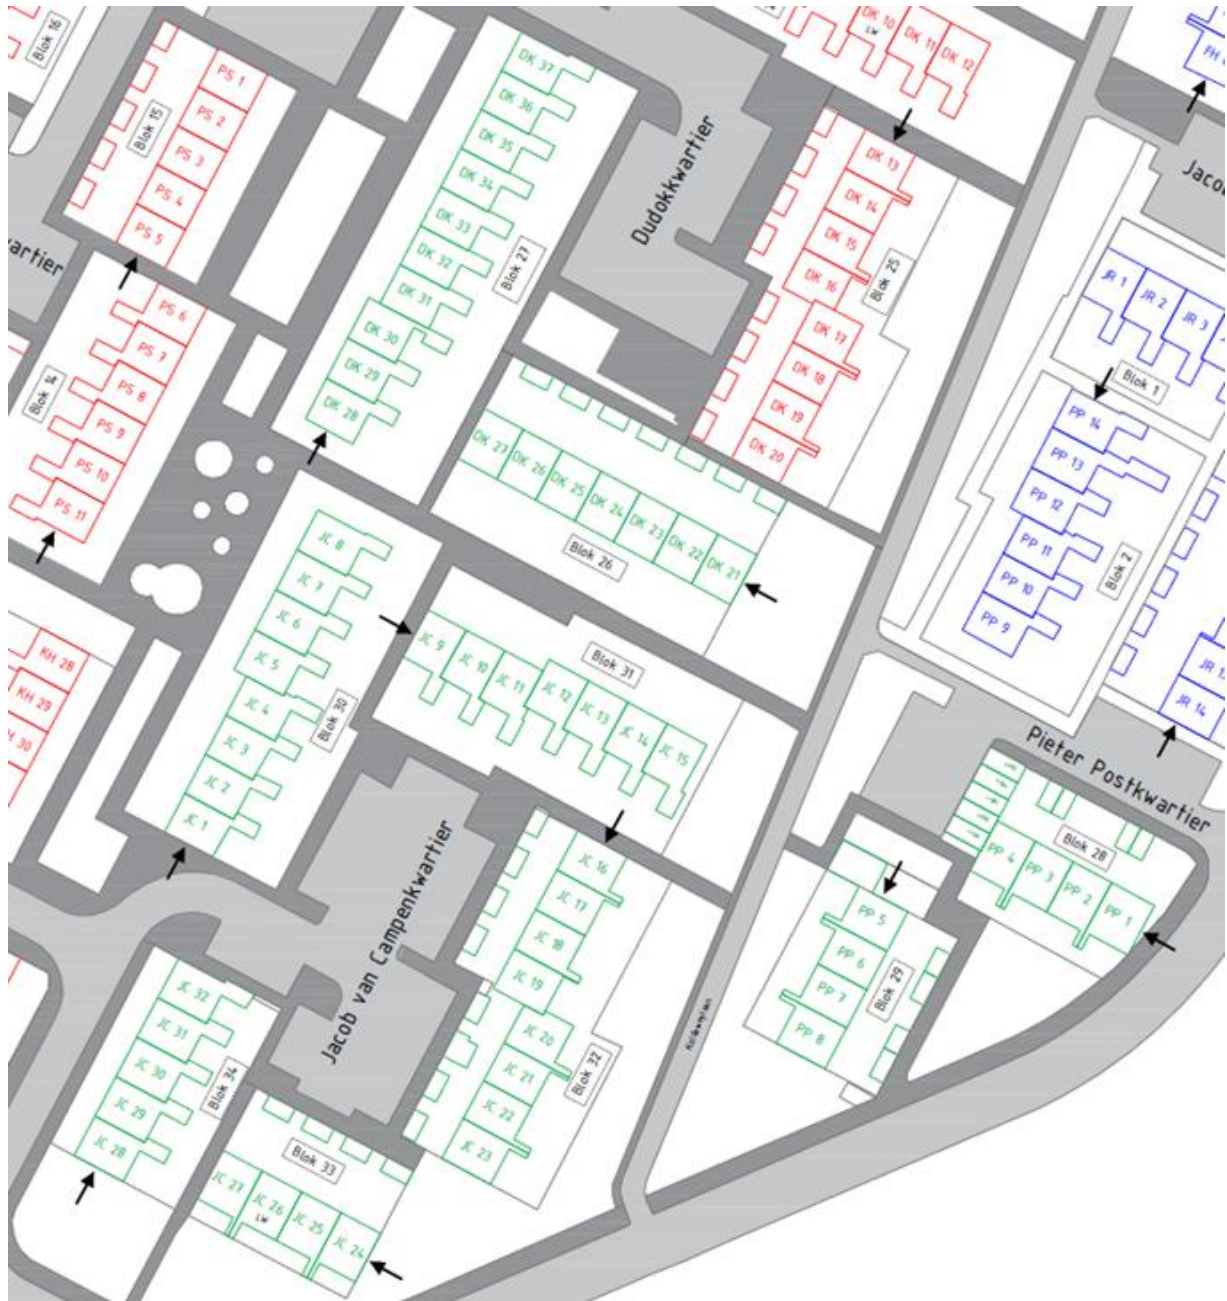 Blok 16
PS 1
PS 2
PS 3
PS 4
PS 5
Blok 15
PS 6
PS 7
PS 8
PS 9
PS 10
PS 11
DK 37
DK 36
DK 35
DK 34
DK 33
DK 32
DK 31
DK 30
DK 29
DK 28
Blok 27
Dudokkwartier
DK 10
LW
DK 11
DK 12
DK 13
DK 14
DK 15
DK 16
DK 17
DK 18
DK 19
DK 20
Blok 25
DK 27
DK 26
DK 25
DK 24
DK 23
DK 22
DK 21
Blok 26
JR 1
JR 2
JR 3
Blok 1
PP 14
PP 13
PP 12
PP 11
PP 10
PP 9
Blok 2
JR 14
Pieter Postkwartier
KH 28
KH 29
JC 8
JC 7
JC 6
JC 5
JC 4
JC 3
JC 2
JC 1
Blok 30
JC 9
JC 10
JC 11
JC 12
JC 13
JC 14
JC 15
Blok 31
Jacob van Campenkwartier
JC 16
JC 17
JC 18
JC 19
JC 20
JC 21
JC 22
JC 23
Blok 32
PP 4
PP 3
PP 2
PP 1
Blok 28
PP 5
PP 6
PP 7
PP 8
Blok 29
JC 32
JC 31
JC 30
JC 29
JC 28
Blok 34
Blok 33
JC 27
JC 26
LW
JC 25
JC 24